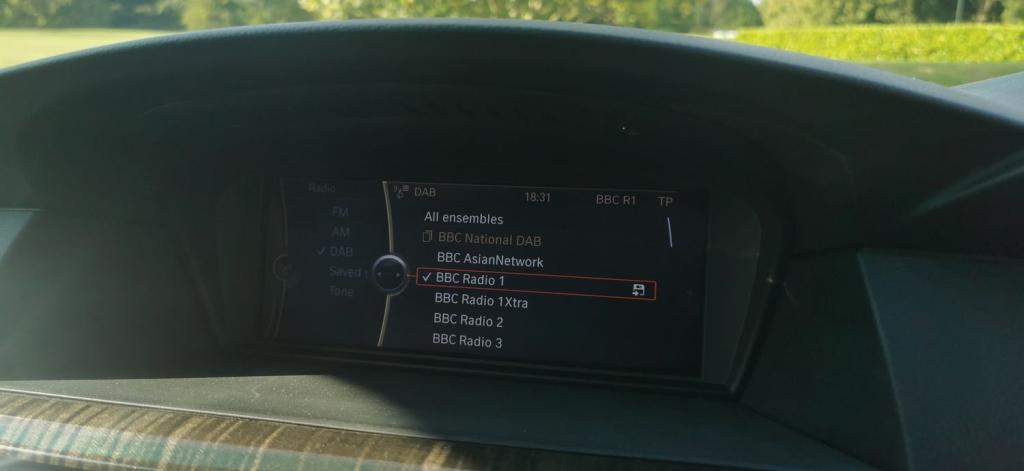 Radio
FM
AM
DAB
Saved
Tone
DAB 18:31 BBC R1 TP
All ensembles
BBC National DAB
BBC AsianNetwork
BBC Radio 1
BBC Radio 1Xtra
BBC Radio 2
BBC Radio 3